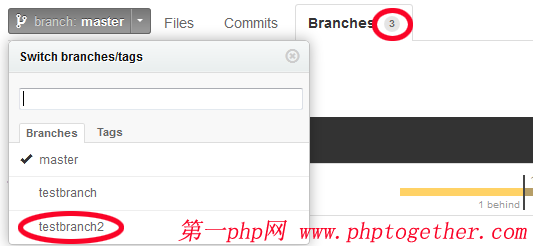 branch: master
Files
Commits
Branches 3
Switch branches/tags
Branches
Tags
master
testbranch
testbranch2
1 behind
第一php网 www.phptogether.com